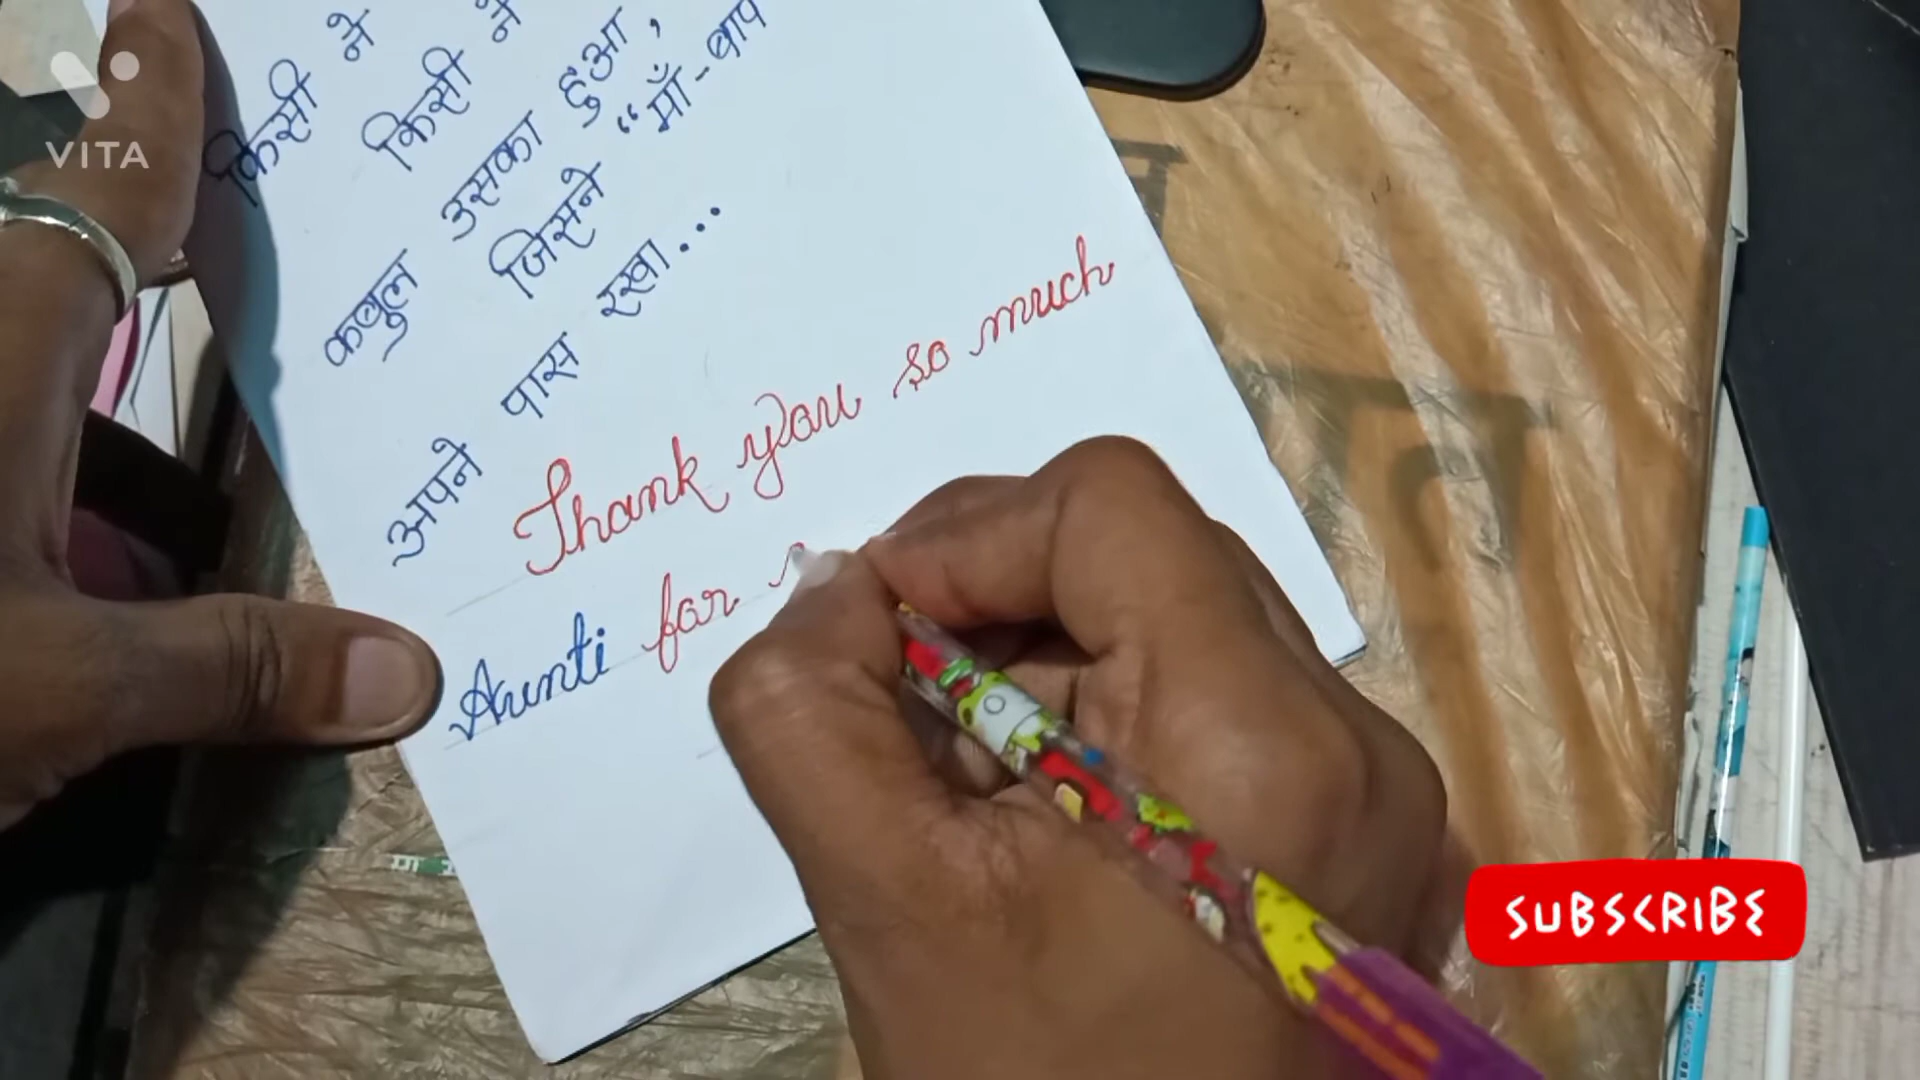 VITA
किसी ने
किसी ने
कबुल उसका हुआ,
जिसने "माँ-बाप
अपने पास रखा...
Thank you so much
Aunti for
SUBSCRIBE